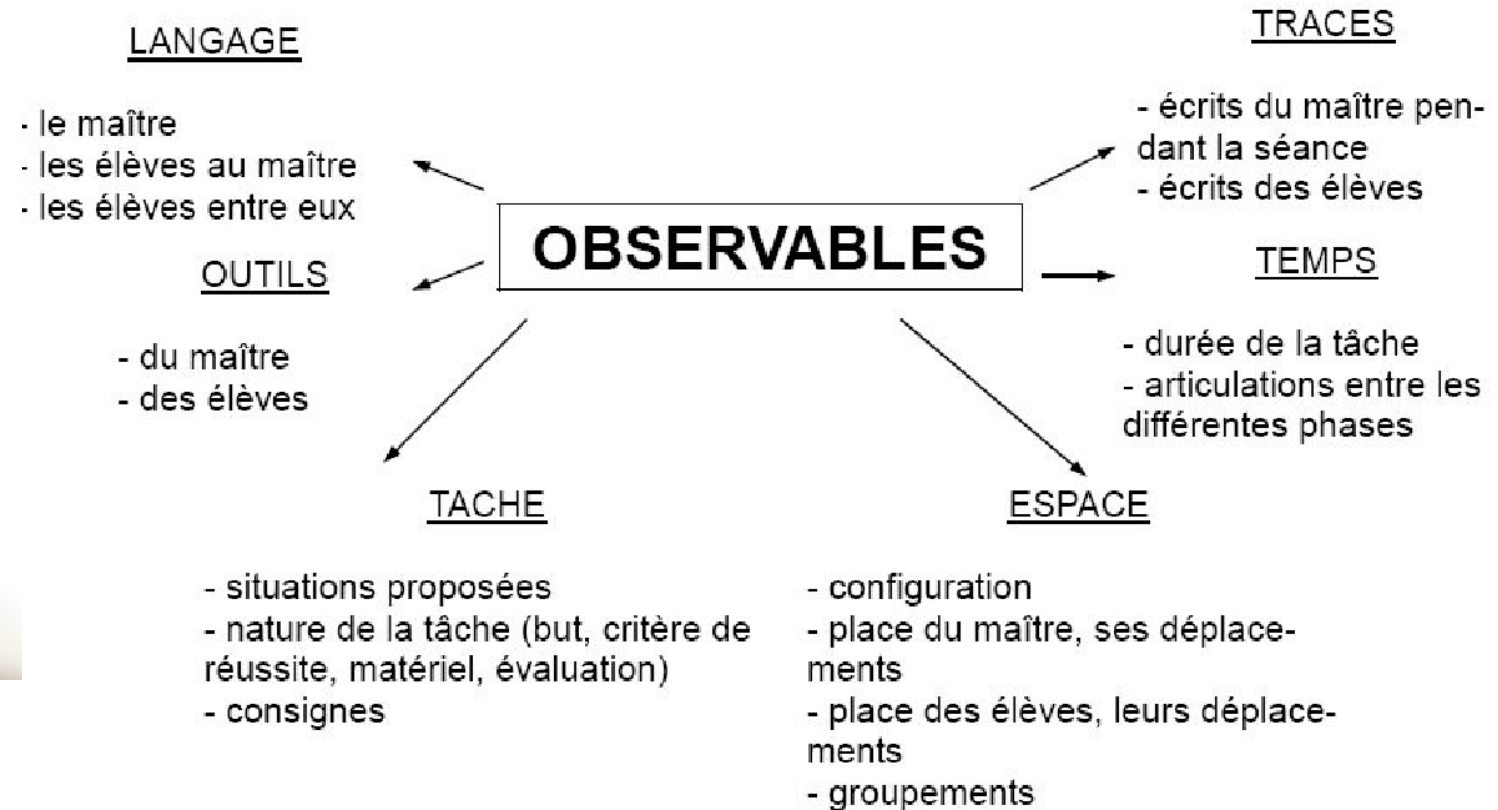 LANGAGE
- le maître
- les élèves au maître
- les élèves entre eux
OUTILS
- du maître
- des élèves
OBSERVABLES
TRACES
- écrits du maître pen-
dant la séance
- écrits des élèves
TEMPS
- durée de la tâche
- articulations entre les
différentes phases
TACHE
- situations proposées
- nature de la tâche (but, critère de
réussite, matériel, évaluation)
- consignes
ESPACE
- configuration
- place du maître, ses déplace-
ments
- place des élèves, leurs déplace-
ments
- groupements